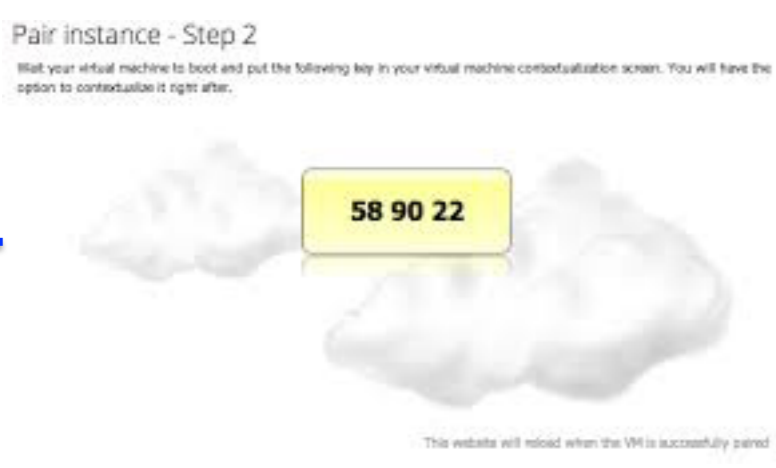 Pair instance - Step 2
Wait your virtual machine to boot and put the following key in your virtual machine contextualization screen. You will have the
option to contextualize it right after.
58 90 22
This website will reload when the VM is successfully paired